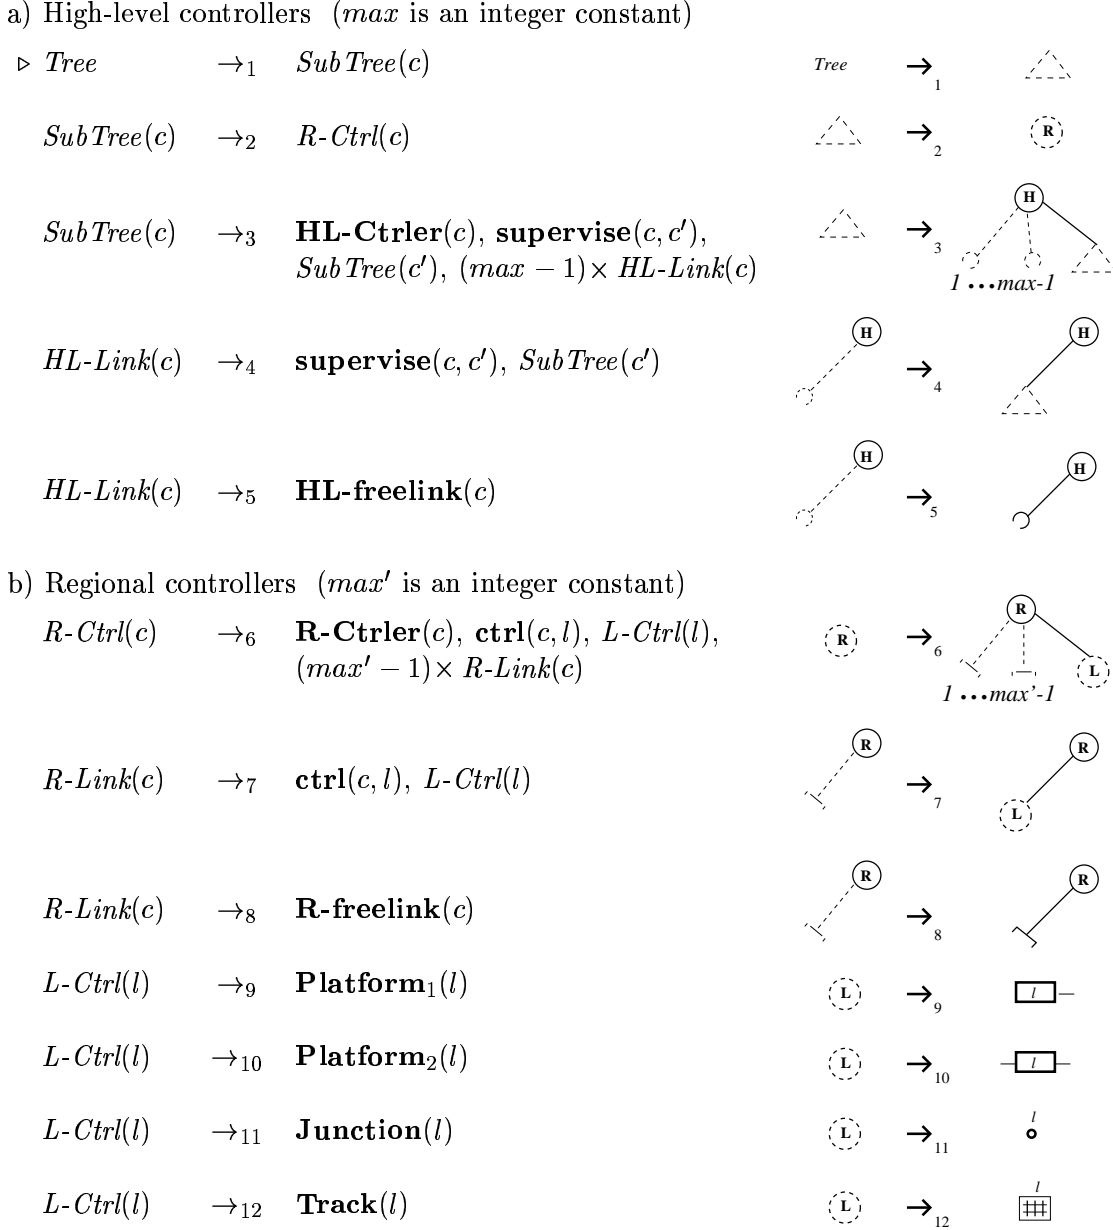 a) High-level controllers (max is an integer constant)
▷ Tree →₁ SubTree(c) Tree →₁
SubTree(c) →₂ R-Ctrl(c) →₂ R
SubTree(c) →₃ HL-Ctrler(c), supervise(c, c′), →₃ H
SubTree(c′), (max − 1)× HL-Link(c) 1 •••max-1
HL-Link(c) →₄ supervise(c, c′), SubTree(c′) H →₄ H
HL-Link(c) →₅ HL-freelink(c) H →₅ H
b) Regional controllers (max′ is an integer constant)
R-Ctrl(c) →₆ R-Ctrler(c), ctrl(c, l), L-Ctrl(l), R →₆ R L
(max′ − 1)× R-Link(c) 1 •••max'-1
R-Link(c) →₇ ctrl(c, l), L-Ctrl(l) R →₇ R L
R-Link(c) →₈ R-freelink(c) R →₈ R
L-Ctrl(l) →₉ Platform₁(l) L →₉ l
L-Ctrl(l) →₁₀ Platform₂(l) L →₁₀ l
L-Ctrl(l) →₁₁ Junction(l) L →₁₁ l
L-Ctrl(l) →₁₂ Track(l) L →₁₂ l